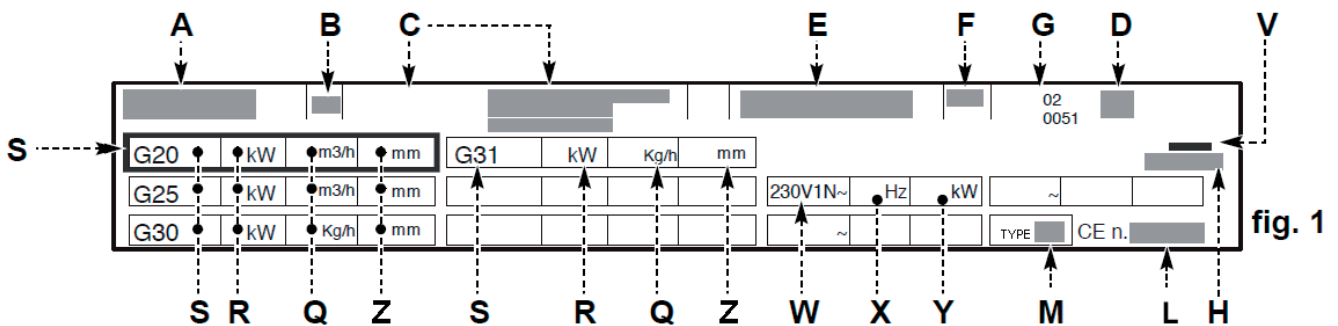 A B C E F G D V
02
0051
S G20 kW m3/h mm G31 kW Kg/h mm
G25 kW m3/h mm 230V1N~ Hz kW ~
G30 kW Kg/h mm ~ TYPE CE n. fig. 1
S R Q Z S R Q Z W X Y M L H